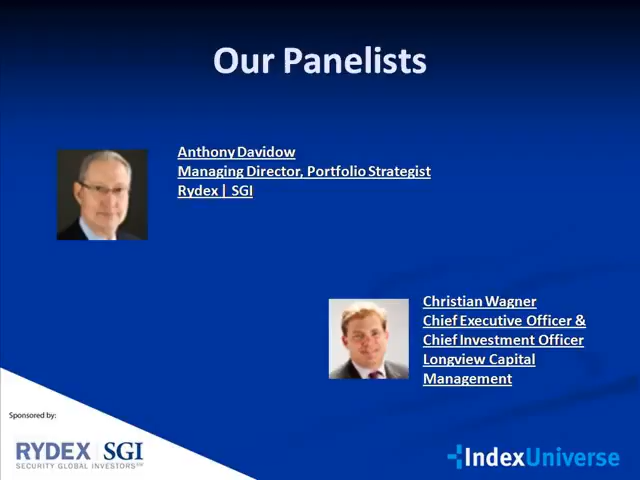 Our Panelists
Anthony Davidow
Managing Director, Portfolio Strategist
Rydex | SGI
Christian Wagner
Chief Executive Officer &
Chief Investment Officer
Longview Capital
Management
Sponsored by:
RYDEX | SGI
SECURITY GLOBAL INVESTORS℠
IndexUniverse